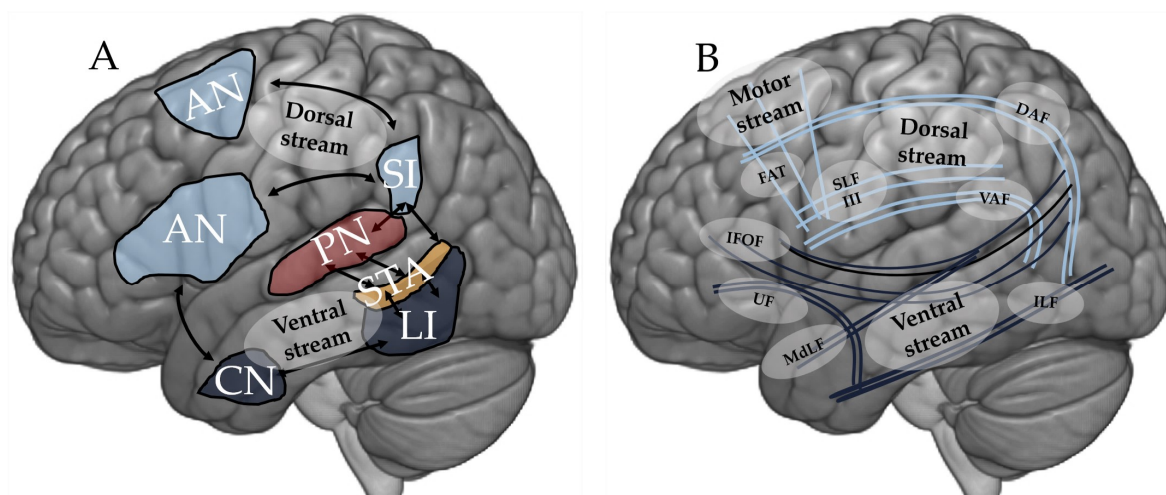 A
AN
Dorsal
stream
SI
AN
PN
STA
LI
Ventral
stream
CN
B
Motor
stream
DAF
Dorsal
stream
FAT
SLF
III
VAF
IFOF
UF
ILF
Ventral
stream
MdLF